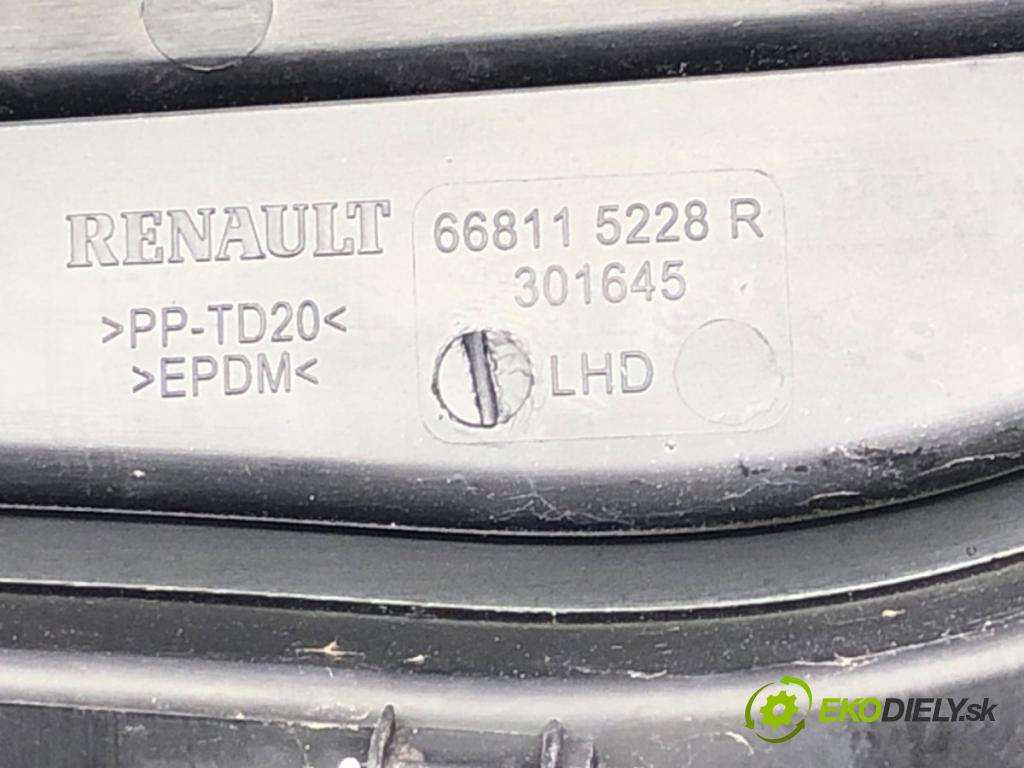 RENAULT
66811 5228 R
301645
>PP-TD20<
>EPDM<
LHD
EKODIELY.sk